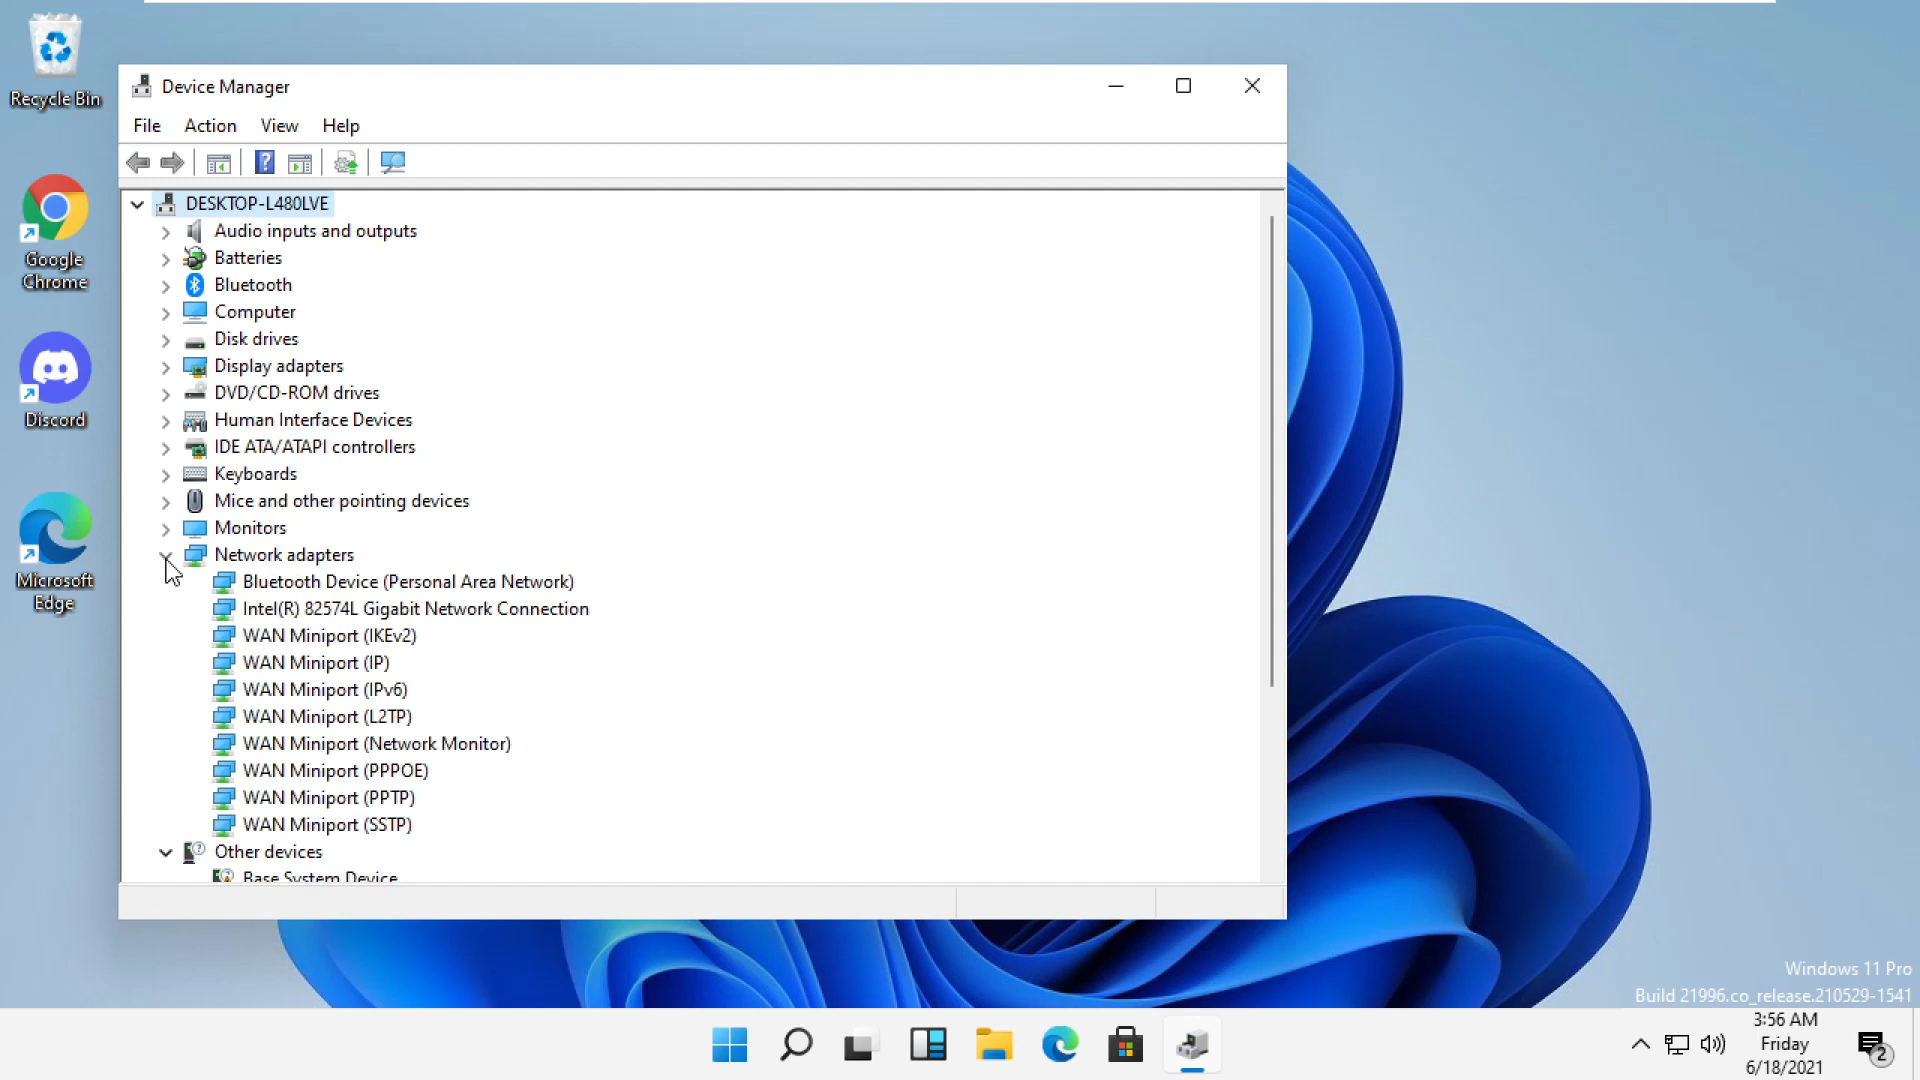 Recycle Bin
Google
Chrome
Discord
Microsoft
Edge
Device Manager
File Action View Help
DESKTOP-L480LVE
Audio inputs and outputs
Batteries
Bluetooth
Computer
Disk drives
Display adapters
DVD/CD-ROM drives
Human Interface Devices
IDE ATA/ATAPI controllers
Keyboards
Mice and other pointing devices
Monitors
Network adapters
Bluetooth Device (Personal Area Network)
Intel(R) 82574L Gigabit Network Connection
WAN Miniport (IKEv2)
WAN Miniport (IP)
WAN Miniport (IPv6)
WAN Miniport (L2TP)
WAN Miniport (Network Monitor)
WAN Miniport (PPPOE)
WAN Miniport (PPTP)
WAN Miniport (SSTP)
Other devices
Base System Device
Windows 11 Pro
Build 21996.co_release.210529-1541
3:56 AM
Friday
6/18/2021
2